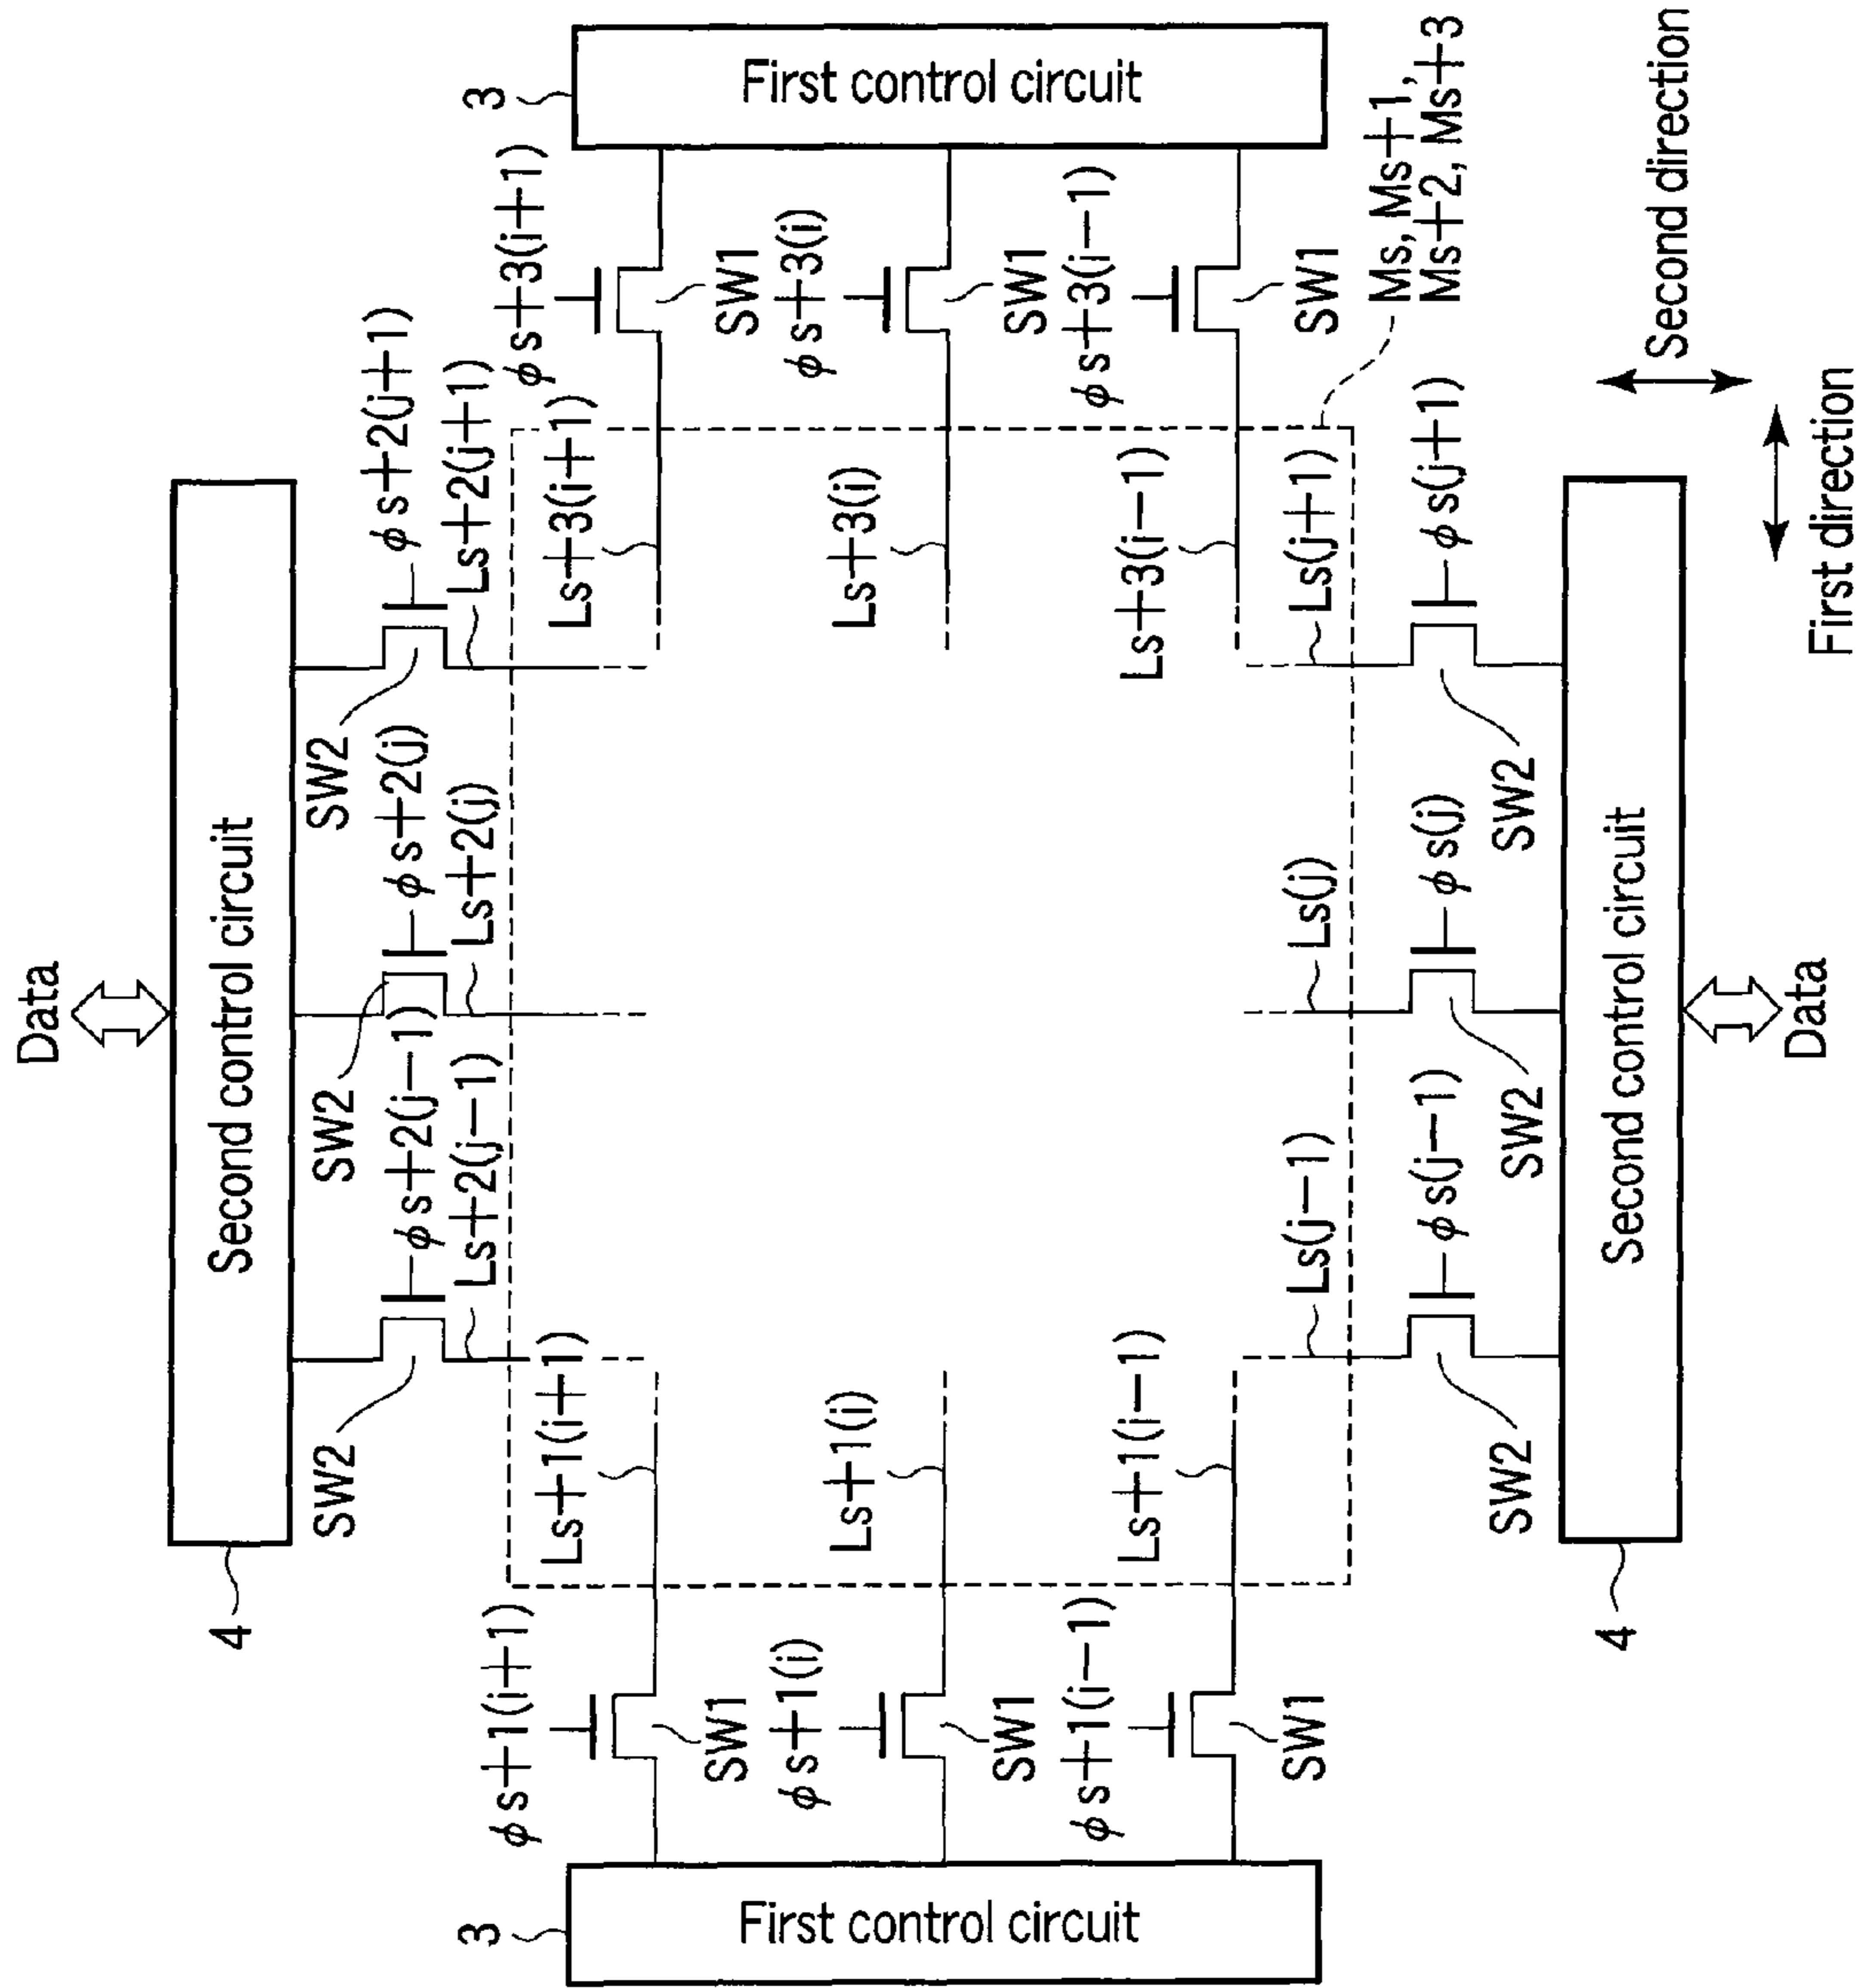 Data
4
Second control circuit
SW2
SW2
SW2
φs+2(j-1)
φs+2(j)
φs+2(j+1)
Ls+2(j-1)
Ls+2(j)
Ls+2(j+1)
3
φs+1(i+1)
Ls+1(i+1)
Ls+3(i+1)
φs+3(i+1)
3
SW1
SW1
φs+1(i)
Ls+1(i)
Ls+3(i)
φs+3(i)
First control circuit
First control circuit
SW1
SW1
φs+1(i-1)
Ls+1(i-1)
Ls+3(i-1)
φs+3(i-1)
SW1
SW1
Ls(j-1)
Ls(j)
Ls(j+1)
Ms, Ms+1,
Ms+2, Ms+3
φs(j-1)
φs(j)
φs(j+1)
SW2
SW2
SW2
4
Second control circuit
Data
Second direction
First direction